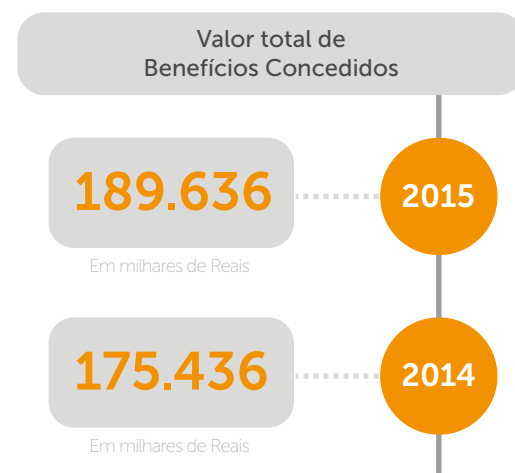 Valor total de
Benefícios Concedidos
189.636
2015
Em milhares de Reais
175.436
2014
Em milhares de Reais